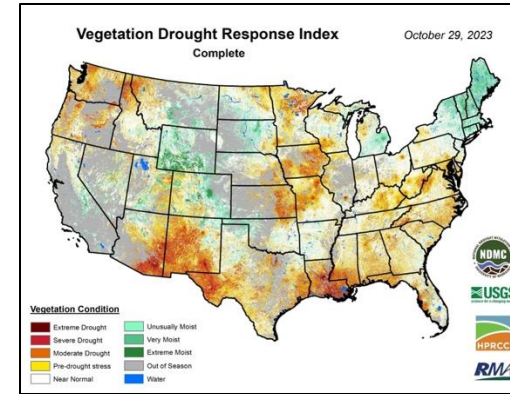 Vegetation Drought Response Index
October 29, 2023
Complete
Vegetation Condition
Extreme Drought
Severe Drought
Moderate Drought
Pre-drought stress
Near Normal
Unusually Moist
Very Moist
Extreme Moist
Out of Season
Water
NDMC
USGS
HPRCC
RMA